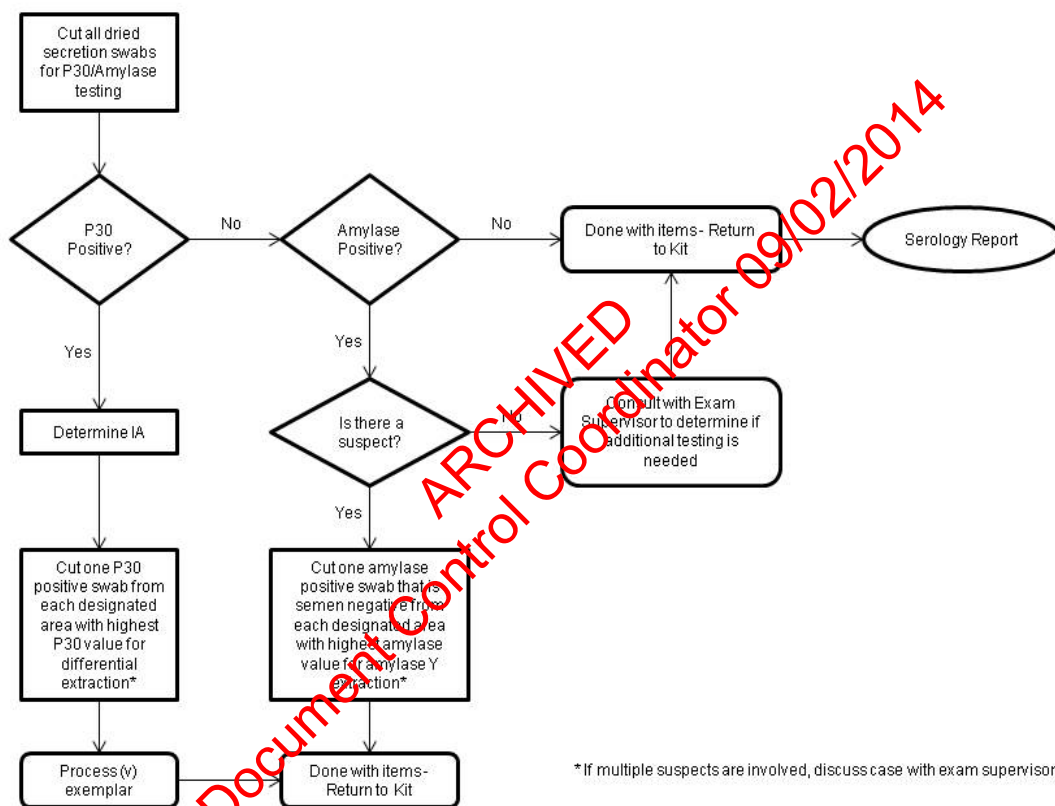 Cut all dried
secretion swabs
for P30/Amylase
testing
P30
Positive?
No
Amylase
Positive?
No
Done with items- Return
to Kit
Serology Report
Yes
Yes
Determine IA
Is there a
suspect?
No
Consult with Exam
Supervisor to determine if
additional testing is
needed
Yes
Cut one P30
positive swab from
each designated
area with highest
P30 value for
differential
extraction*
Cut one amylase
positive swab that is
semen negative from
each designated area
with highest amylase
value for amylase Y
extraction*
Process (v)
exemplar
Done with items-
Return to Kit
*If multiple suspects are involved, discuss case with exam supervisor
ARCHIVED
Document Control Coordinator 09/02/2014